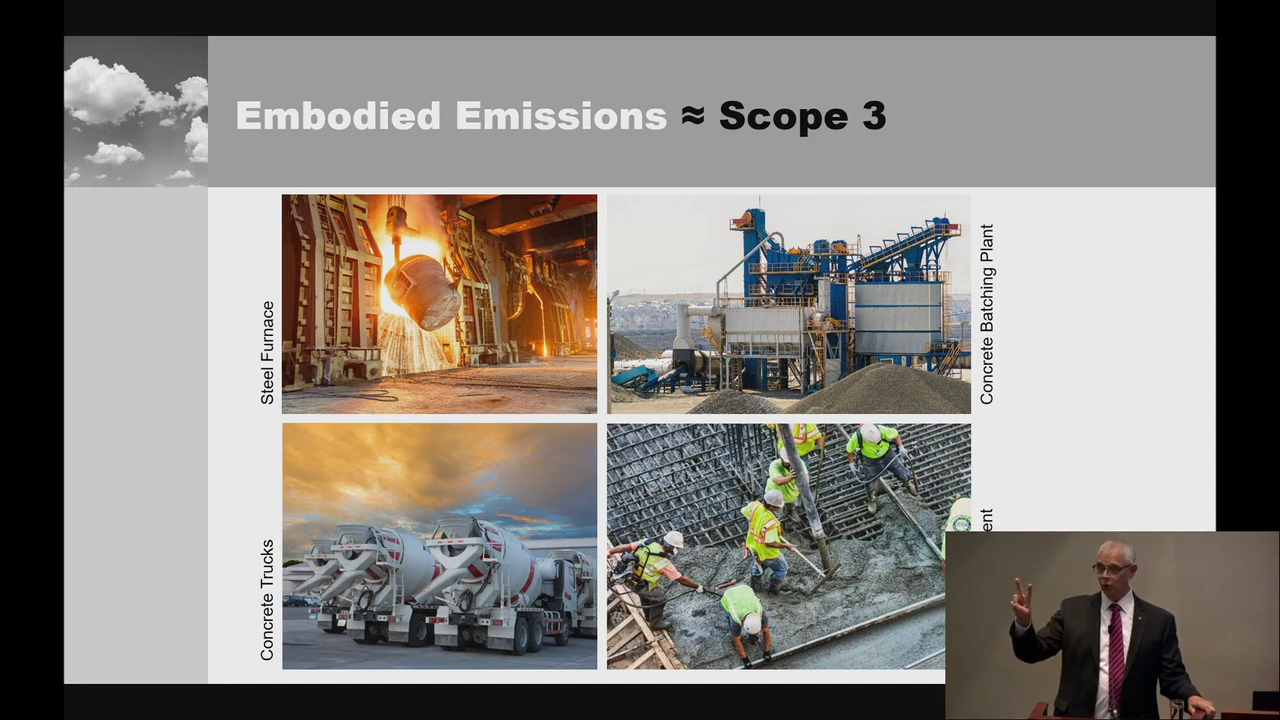 Embodied Emissions ≈ Scope 3
Steel Furnace
Concrete Batching Plant
Concrete Trucks